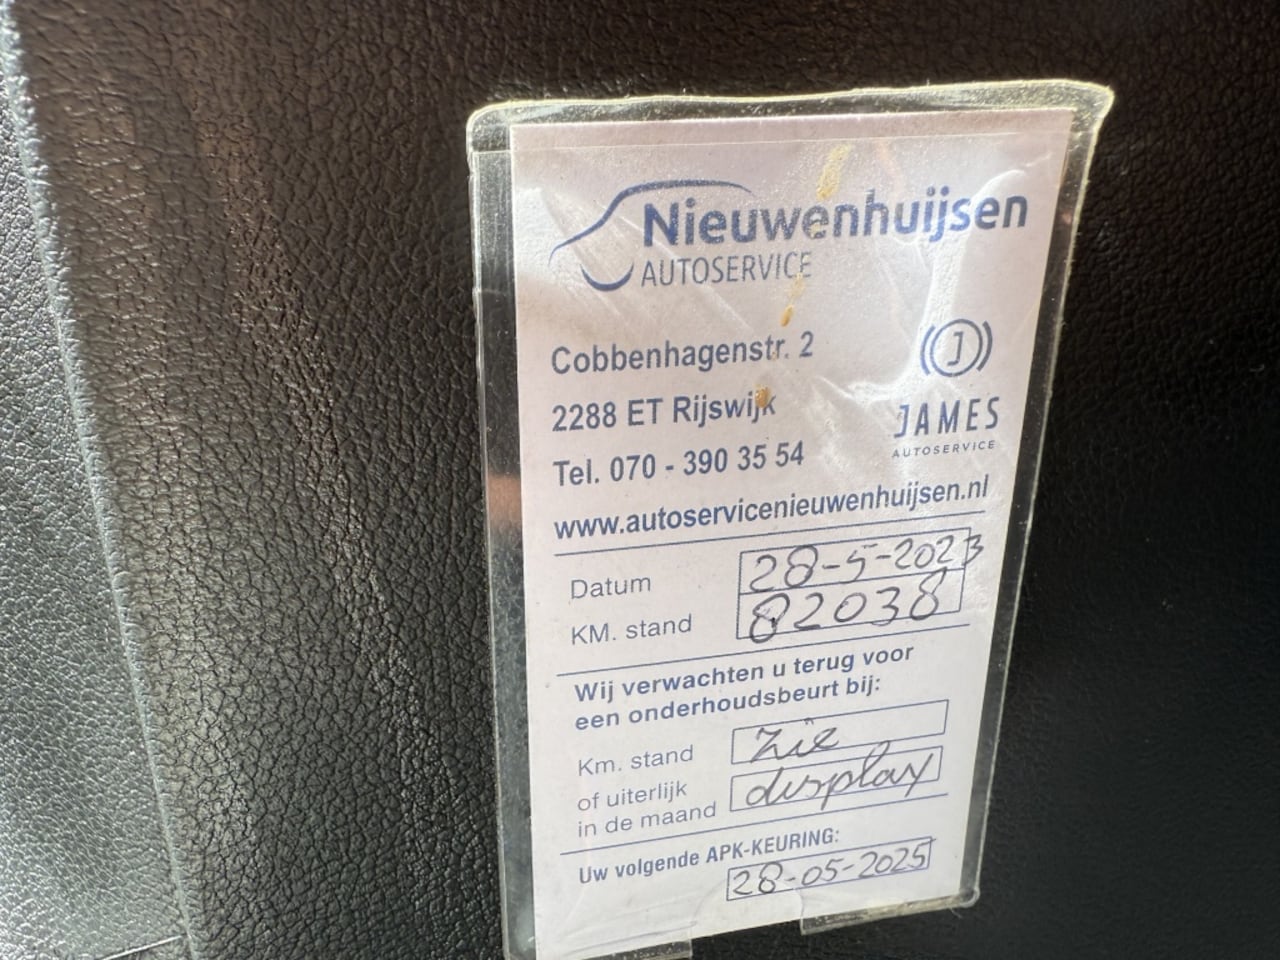 Nieuwenhuijsen
AUTOSERVICE
Cobbenhagenstr. 2
2288 ET Rijswijk
Tel. 070 - 390 35 54
J
JAMES
AUTOSERVICE
www.autoservicenieuwenhuijsen.nl
Datum 28-5-2023
KM. stand 82038
Wij verwachten u terug voor
een onderhoudsbeurt bij:
Km. stand Zie
of uiterlijk
in de maand display
Uw volgende APK-KEURING:
28-05-2025